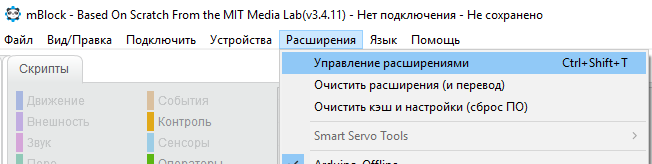 mBlock - Based On Scratch From the MIT Media Lab(v3.4.11) - Нет подключения - Не сохранено
Файл Вид/Правка Подключить Устройства Расширения Язык Помощь
Скрипты
Управление расширениями Ctrl+Shift+T
Очистить расширения (и перевод)
Очистить кэш и настройки (сброс ПО)
Smart Servo Tools
Arduino Offline
Движение События
Внешность Контроль
Звук Сенсоры
Перо Операторы